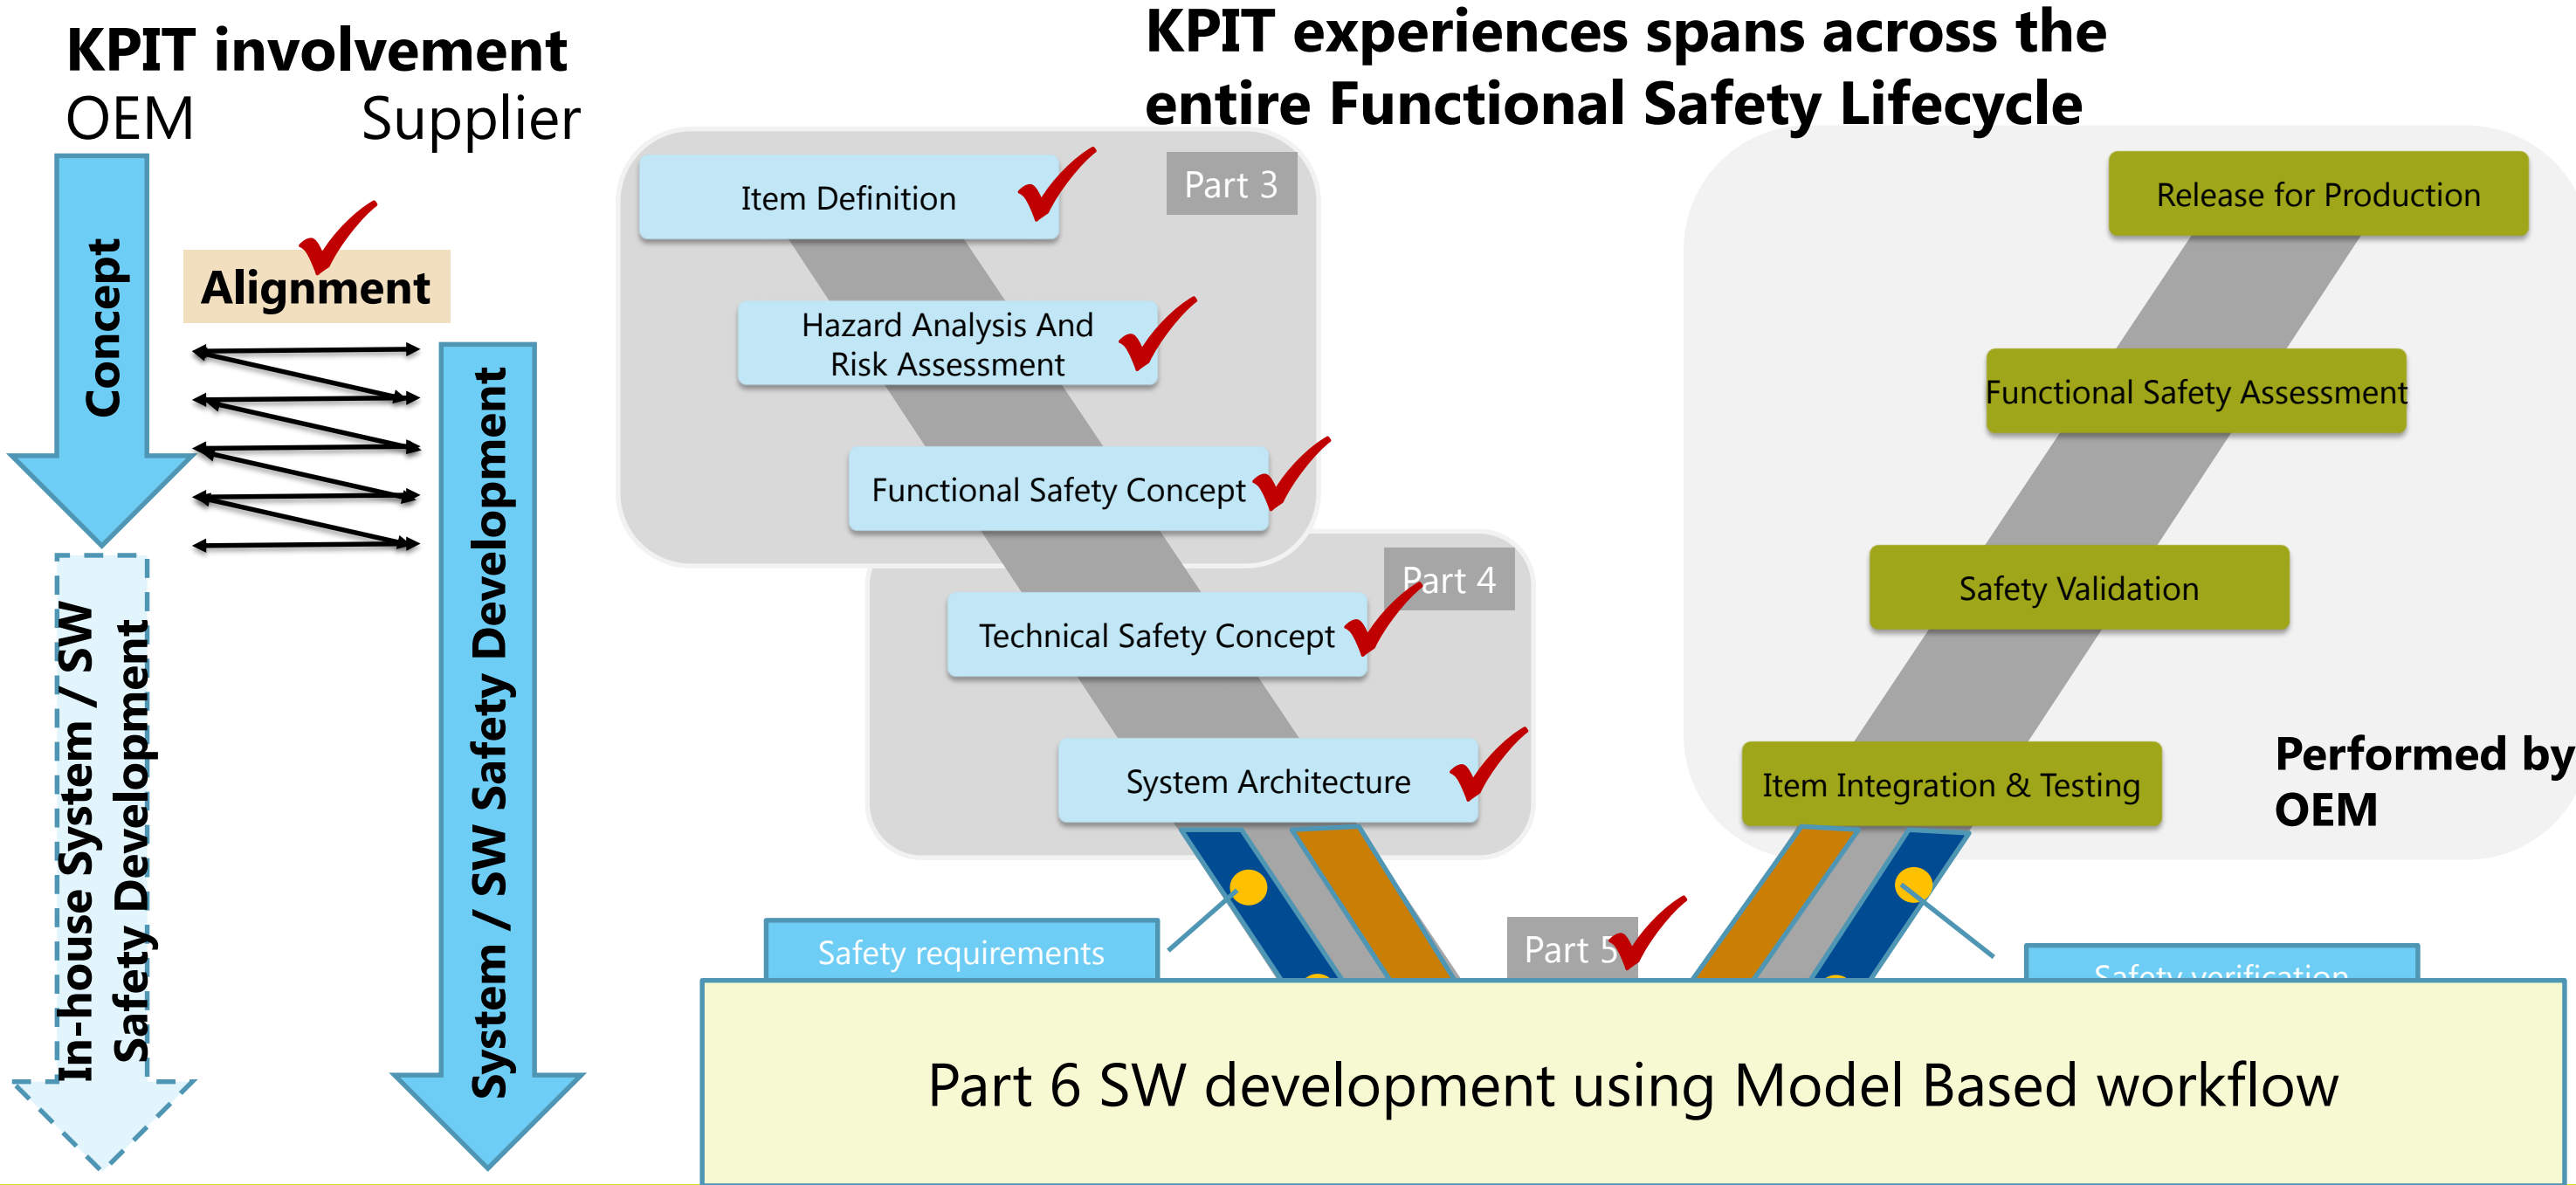 KPIT involvement
OEM
Supplier
Concept
Alignment
In-house System / SW
Safety Development
System / SW Safety Development
KPIT experiences spans across the
entire Functional Safety Lifecycle
Part 3
Item Definition
Hazard Analysis And
Risk Assessment
Functional Safety Concept
Part 4
Technical Safety Concept
System Architecture
Release for Production
Functional Safety Assessment
Safety Validation
Item Integration & Testing
Performed by
OEM
Safety requirements
Part 5
Safety verification
Part 6 SW development using Model Based workflow